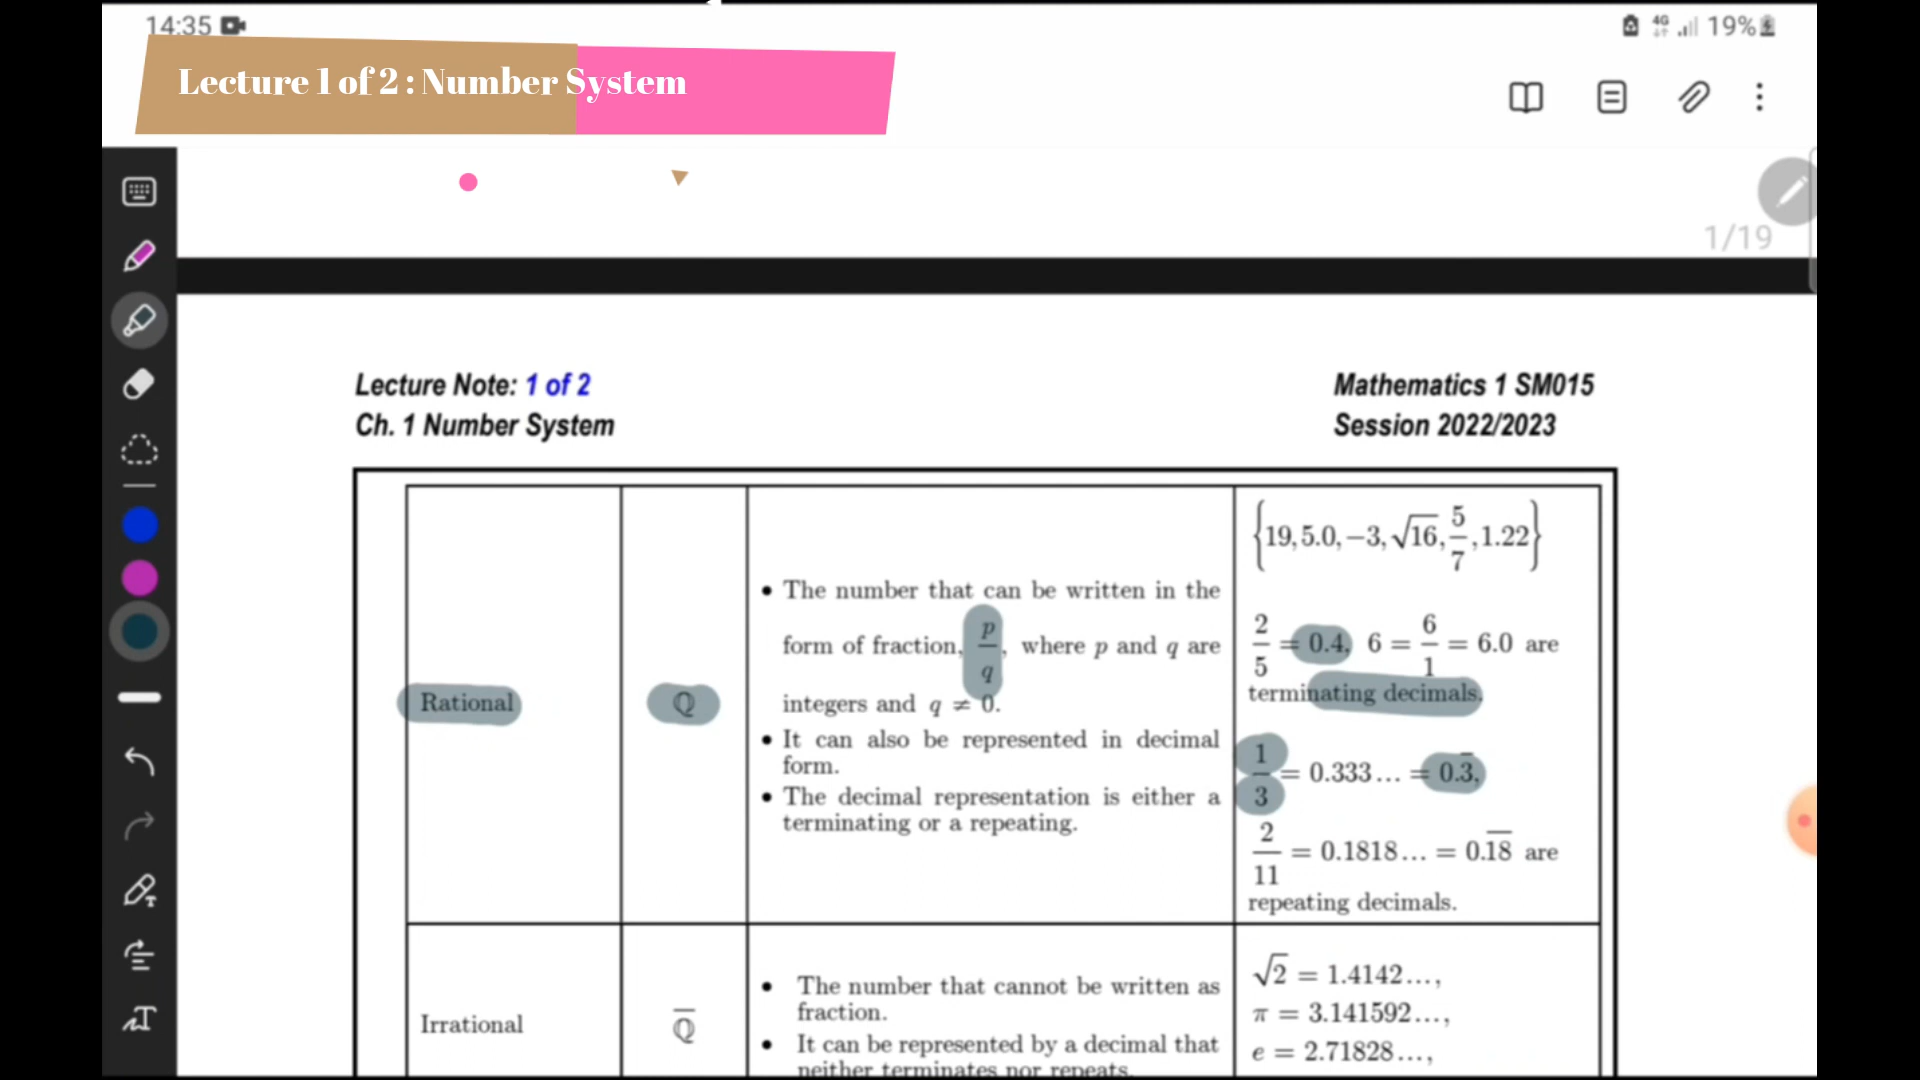 14:35
4G 19%
Lecture 1 of 2 : Number System
1/19
Lecture Note: 1 of 2
Mathematics 1 SM015
Ch. 1 Number System
Session 2022/2023
Rational
ℚ
• The number that can be written in the
form of fraction, p/q, where p and q are
integers and q ≠ 0.
• It can also be represented in decimal
form.
• The decimal representation is either a
terminating or a repeating.
{19, 5.0, −3, √16, 5/7, 1.22}
2/5 = 0.4, 6 = 6/1 = 6.0 are
terminating decimals.
1/3 = 0.333… = 0.3̅,
2/11 = 0.1818… = 0.1̅8̅ are
repeating decimals.
Irrational
ℚ̅
• The number that cannot be written as
fraction.
• It can be represented by a decimal that
neither terminates nor repeats.
√2 = 1.4142…,
π = 3.141592…,
e = 2.71828…,